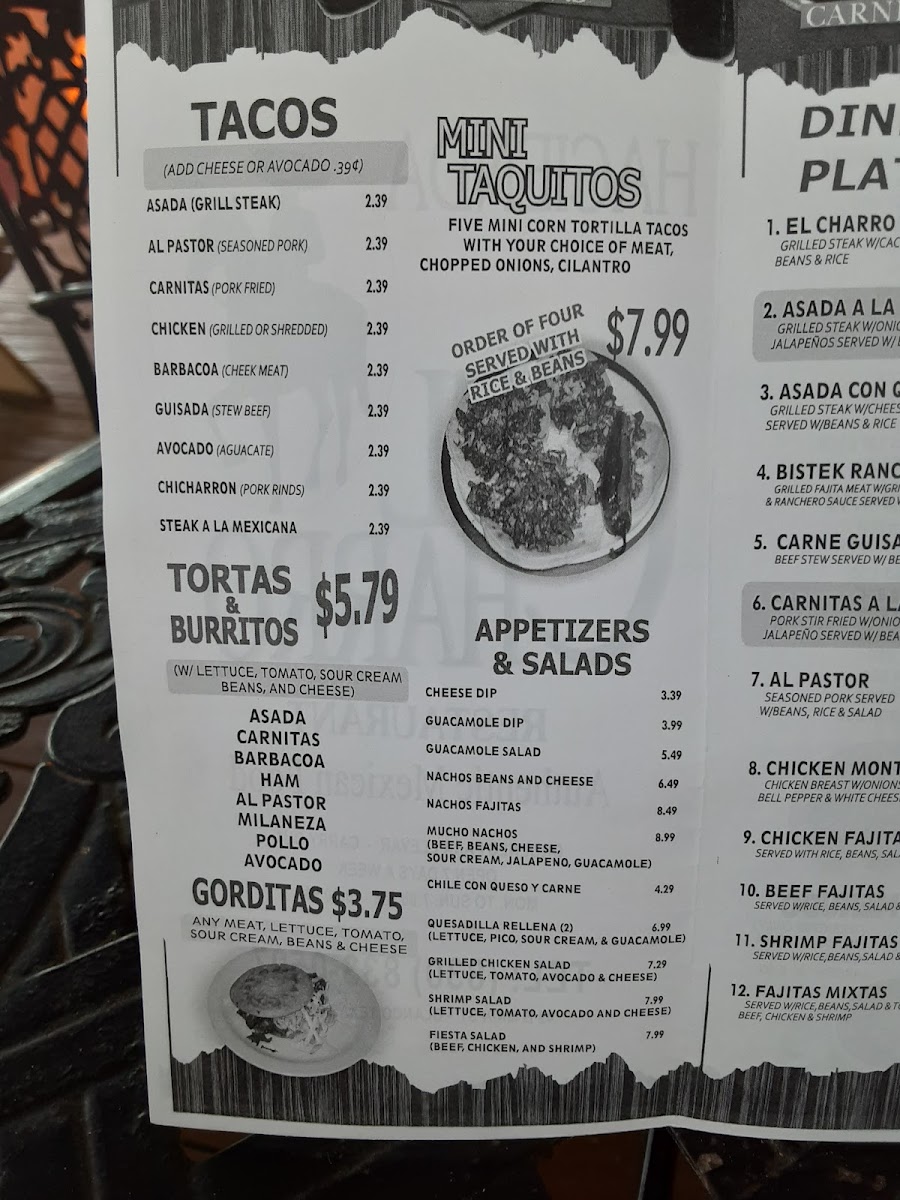 CARN
TACOS
(ADD CHEESE OR AVOCADO .39¢)
ASADA (GRILL STEAK) 2.39
AL PASTOR (SEASONED PORK) 2.39
CARNITAS (PORK FRIED) 2.39
CHICKEN (GRILLED OR SHREDDED) 2.39
BARBACOA (CHEEK MEAT) 2.39
GUISADA (STEW BEEF) 2.39
AVOCADO (AGUACATE) 2.39
CHICHARRON (PORK RINDS) 2.39
STEAK A LA MEXICANA 2.39
TORTAS
&
BURRITOS
$5.79
(W/ LETTUCE, TOMATO, SOUR CREAM
BEANS, AND CHEESE)
ASADA
CARNITAS
BARBACOA
HAM
AL PASTOR
MILANEZA
POLLO
AVOCADO
GORDITAS $3.75
ANY MEAT, LETTUCE, TOMATO,
SOUR CREAM, BEANS & CHEESE
MINI
TAQUITOS
FIVE MINI CORN TORTILLA TACOS
WITH YOUR CHOICE OF MEAT,
CHOPPED ONIONS, CILANTRO
ORDER OF FOUR
SERVED WITH
RICE & BEANS
$7.99
APPETIZERS
& SALADS
CHEESE DIP 3.39
GUACAMOLE DIP 3.99
GUACAMOLE SALAD 5.49
NACHOS BEANS AND CHEESE 6.49
NACHOS FAJITAS 8.49
MUCHO NACHOS 8.99
(BEEF, BEANS, CHEESE,
SOUR CREAM, JALAPENO, GUACAMOLE)
CHILE CON QUESO Y CARNE 4.29
QUESADILLA RELLENA (2) 6.99
(LETTUCE, PICO, SOUR CREAM, & GUACAMOLE)
GRILLED CHICKEN SALAD 7.29
(LETTUCE, TOMATO, AVOCADO & CHEESE)
SHRIMP SALAD 7.99
(LETTUCE, TOMATO, AVOCADO AND CHEESE)
FIESTA SALAD 7.99
(BEEF, CHICKEN, AND SHRIMP)
DIN
PLA
1. EL CHARRO
GRILLED STEAK W/CAC
BEANS & RICE
2. ASADA A LA
GRILLED STEAK W/ONIO
JALAPEÑOS SERVED W/
3. ASADA CON Q
GRILLED STEAK W/CHEES
SERVED W/BEANS & RICE
4. BISTEK RANC
GRILLED FAJITA MEAT W/GRI
& RANCHERO SAUCE SERVED
5. CARNE GUISA
BEEF STEW SERVED W/ BE
6. CARNITAS A LA
PORK STIR FRIED W/ONIO
JALAPEÑO SERVED W/ BEA
7. AL PASTOR
SEASONED PORK SERVED
W/BEANS, RICE & SALAD
8. CHICKEN MONT
CHICKEN BREAST W/ONIONS
BELL PEPPER & WHITE CHEES
9. CHICKEN FAJITA
SERVED WITH RICE, BEANS, SAL
10. BEEF FAJITAS
SERVED W/RICE, BEANS, SALAD &
11. SHRIMP FAJITAS
SERVED W/RICE,BEANS,SALAD &
12. FAJITAS MIXTAS
SERVED W/RICE,BEANS,SALAD & TO
BEEF, CHICKEN & SHRIMP